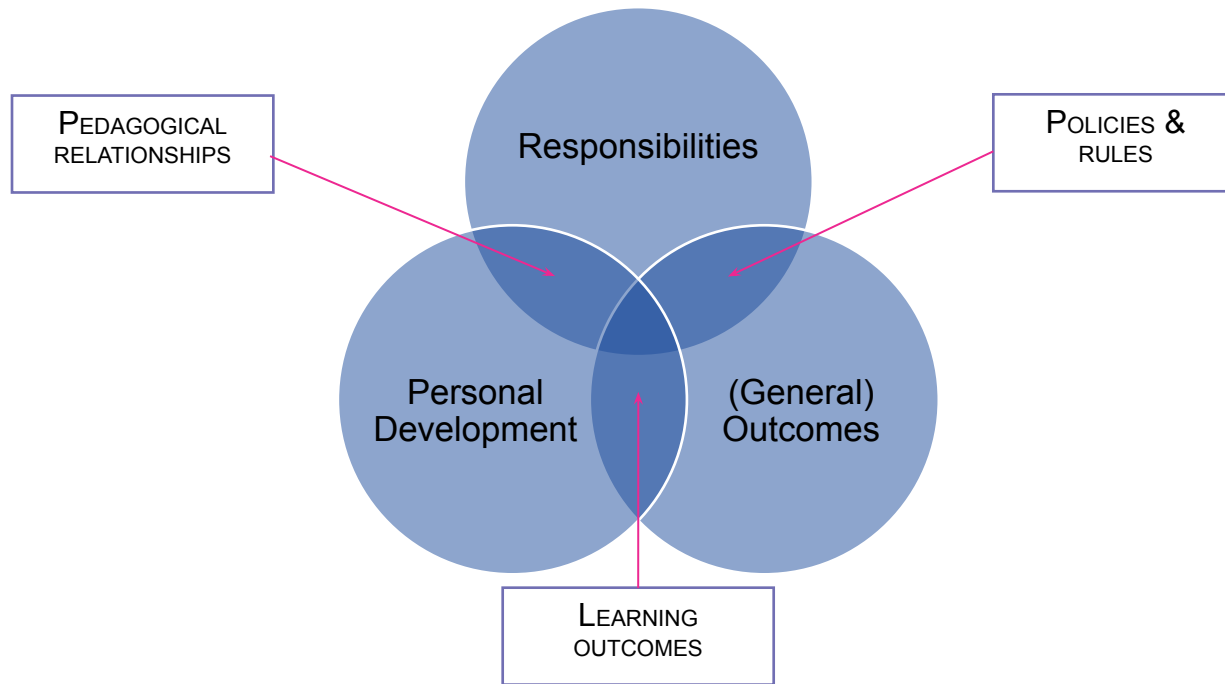 PEDAGOGICAL
RELATIONSHIPS
POLICIES &
RULES
Responsibilities
Personal
Development
(General)
Outcomes
LEARNING
OUTCOMES